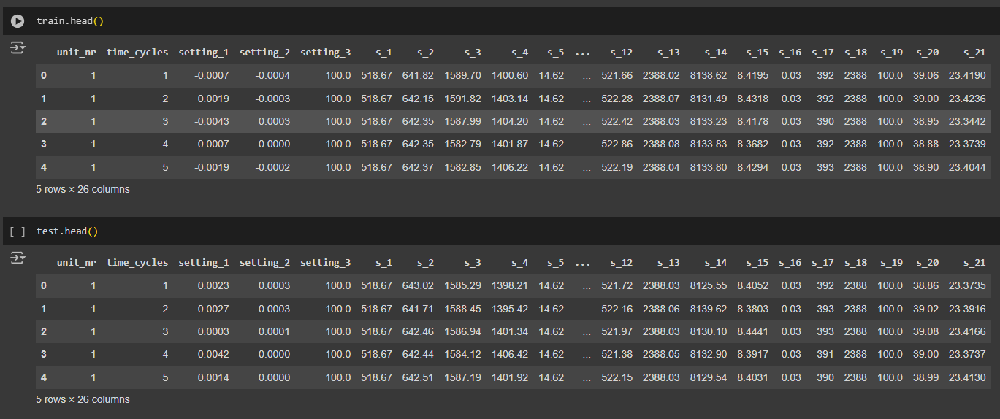 train.head()
unit_nr time_cycles setting_1 setting_2 setting_3 s_1 s_2 s_3 s_4 s_5 ... s_12 s_13 s_14 s_15 s_16 s_17 s_18 s_19 s_20 s_21
0 1 1 -0.0007 -0.0004 100.0 518.67 641.82 1589.70 1400.60 14.62 ... 521.66 2388.02 8138.62 8.4195 0.03 392 2388 100.0 39.06 23.4190
1 1 2 0.0019 -0.0003 100.0 518.67 642.15 1591.82 1403.14 14.62 ... 522.28 2388.07 8131.49 8.4318 0.03 392 2388 100.0 39.00 23.4236
2 1 3 -0.0043 0.0003 100.0 518.67 642.35 1587.99 1404.20 14.62 ... 522.42 2388.03 8133.23 8.4178 0.03 390 2388 100.0 38.95 23.3442
3 1 4 0.0007 0.0000 100.0 518.67 642.35 1582.79 1401.87 14.62 ... 522.86 2388.08 8133.83 8.3682 0.03 392 2388 100.0 38.88 23.3739
4 1 5 -0.0019 -0.0002 100.0 518.67 642.37 1582.85 1406.22 14.62 ... 522.19 2388.04 8133.80 8.4294 0.03 393 2388 100.0 38.90 23.4044
5 rows × 26 columns
[ ] test.head()
unit_nr time_cycles setting_1 setting_2 setting_3 s_1 s_2 s_3 s_4 s_5 ... s_12 s_13 s_14 s_15 s_16 s_17 s_18 s_19 s_20 s_21
0 1 1 0.0023 0.0003 100.0 518.67 643.02 1585.29 1398.21 14.62 ... 521.72 2388.03 8125.55 8.4052 0.03 392 2388 100.0 38.86 23.3735
1 1 2 -0.0027 -0.0003 100.0 518.67 641.71 1588.45 1395.42 14.62 ... 522.16 2388.06 8139.62 8.3803 0.03 393 2388 100.0 39.02 23.3916
2 1 3 0.0003 0.0001 100.0 518.67 642.46 1586.94 1401.34 14.62 ... 521.97 2388.03 8130.10 8.4441 0.03 393 2388 100.0 39.08 23.4166
3 1 4 0.0042 0.0000 100.0 518.67 642.44 1584.12 1406.42 14.62 ... 521.38 2388.05 8132.90 8.3917 0.03 391 2388 100.0 39.00 23.3737
4 1 5 0.0014 0.0000 100.0 518.67 642.51 1587.19 1401.92 14.62 ... 522.15 2388.03 8129.54 8.4031 0.03 390 2388 100.0 38.99 23.4130
5 rows × 26 columns